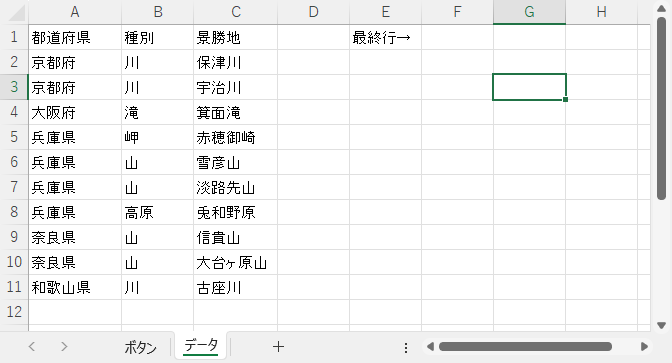 A B C D E F G H
1 都道府県 種別 景勝地 最終行→
2 京都府 川 保津川
3 京都府 川 宇治川
4 大阪府 滝 箕面滝
5 兵庫県 岬 赤穂御崎
6 兵庫県 山 雪彦山
7 兵庫県 山 淡路先山
8 兵庫県 高原 兎和野原
9 奈良県 山 信貴山
10 奈良県 山 大台ヶ原山
11 和歌山県 川 古座川
12
ボタン データ